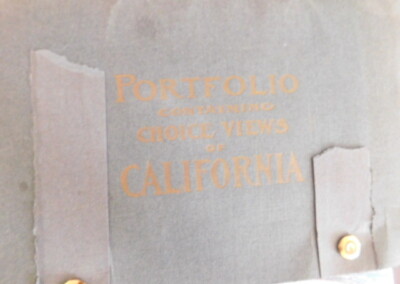 PORTFOLIO
CONTAINING
CHOICE VIEWS
OF
CALIFORNIA